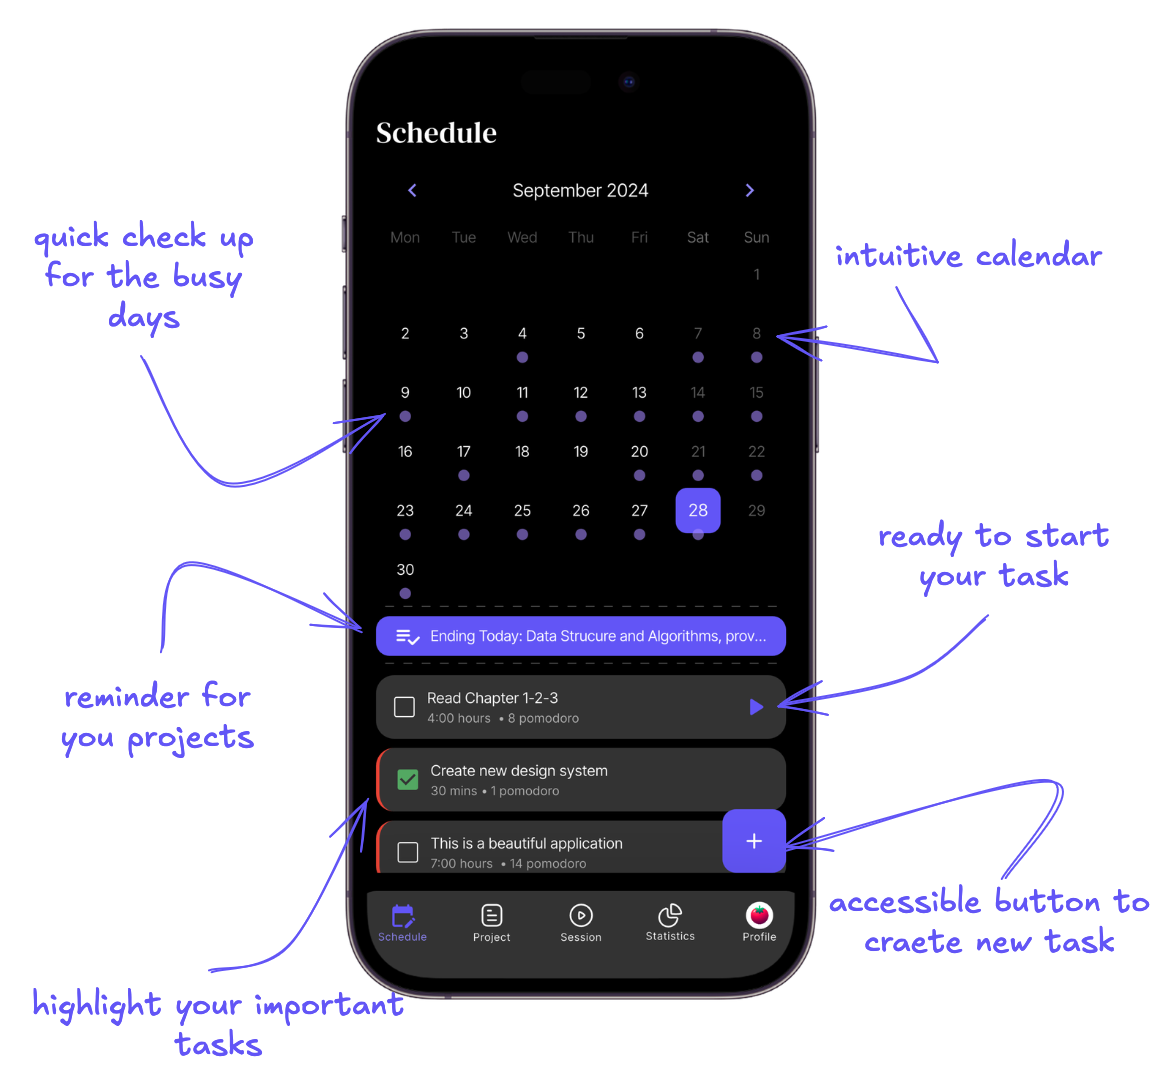 Schedule
September 2024
Mon Tue Wed Thu Fri Sat Sun
1
2 3 4 5 6 7 8
9 10 11 12 13 14 15
16 17 18 19 20 21 22
23 24 25 26 27 28 29
30
Ending Today: Data Strucure and Algorithms, prov...
Read Chapter 1-2-3
4:00 hours • 8 pomodoro
Create new design system
30 mins • 1 pomodoro
This is a beautiful application
7:00 hours • 14 pomodoro
+
Schedule Project Session Statistics Profile
quick check up
for the busy
days
intuitive calendar
ready to start
your task
reminder for
you projects
accessible button to
craete new task
highlight your important
tasks